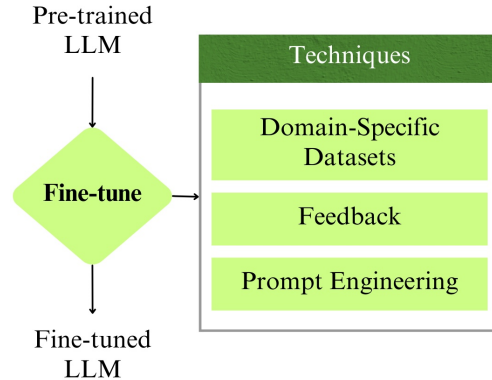 Pre-trained
LLM
Fine-tune
Fine-tuned
LLM
Techniques
Domain-Specific
Datasets
Feedback
Prompt Engineering